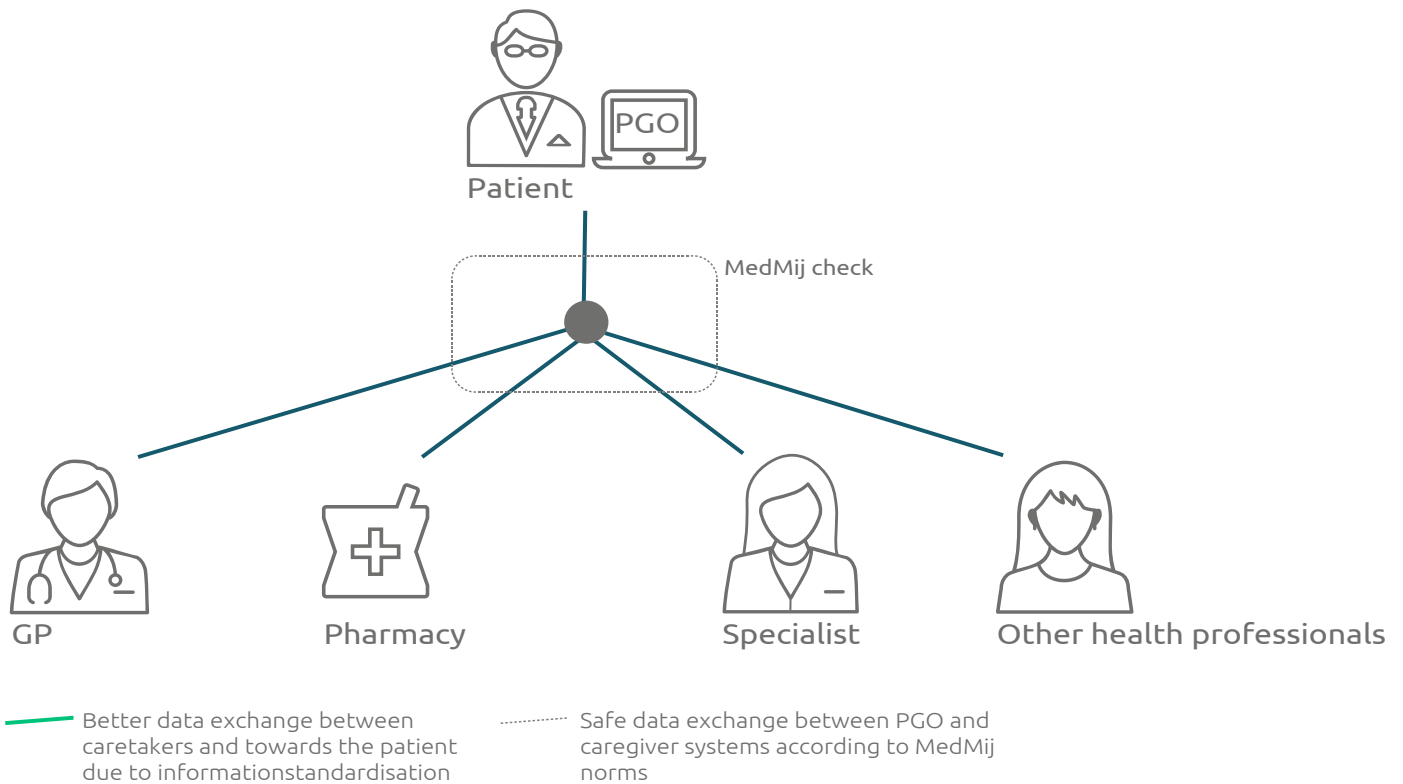 PGO
Patient
MedMij check
GP
Pharmacy
Specialist
Other health professionals
Better data exchange between
caretakers and towards the patient
due to informationstandardisation
Safe data exchange between PGO and
caregiver systems according to MedMij
norms